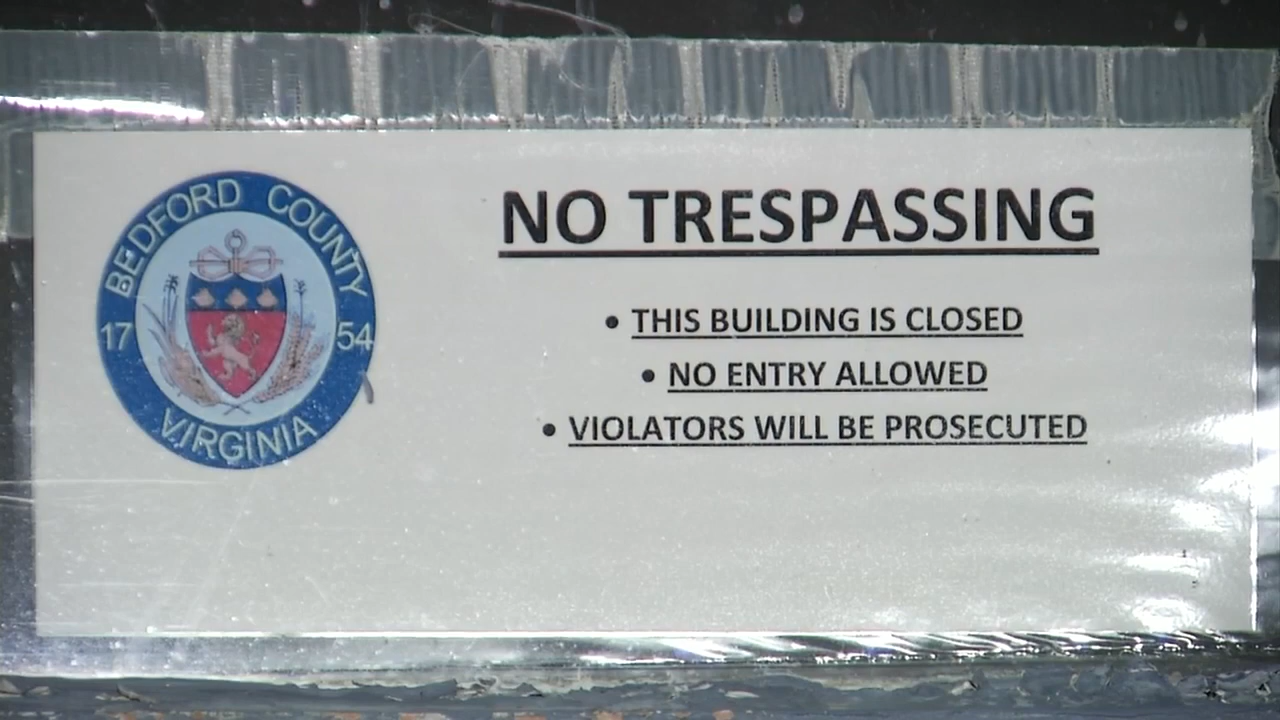 BEDFORD COUNTY
17 54
VIRGINIA
NO TRESPASSING
• THIS BUILDING IS CLOSED
• NO ENTRY ALLOWED
• VIOLATORS WILL BE PROSECUTED